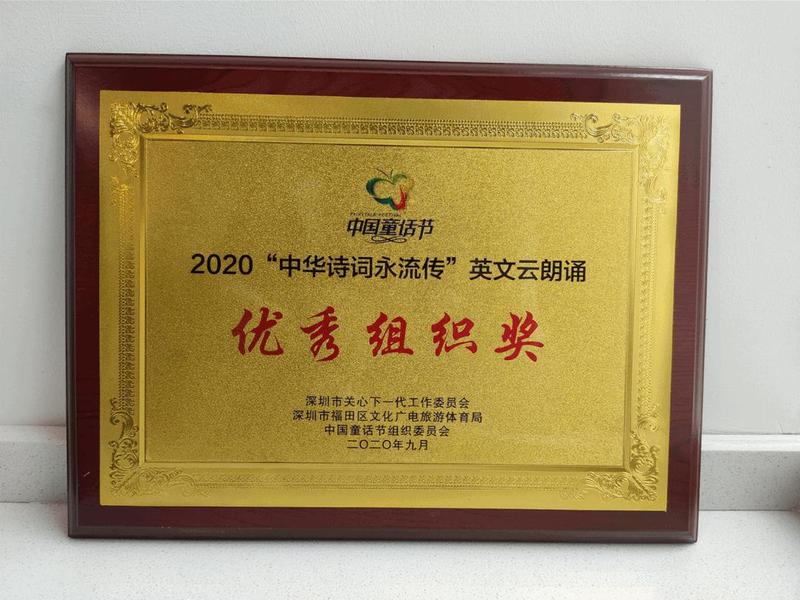 FAIRYTALE FESTIVAL
中国童话节
2020“中华诗词永流传”英文云朗诵
优秀组织奖
深圳市关心下一代工作委员会
深圳市福田区文化广电旅游体育局
中国童话节组织委员会
二〇二〇年九月